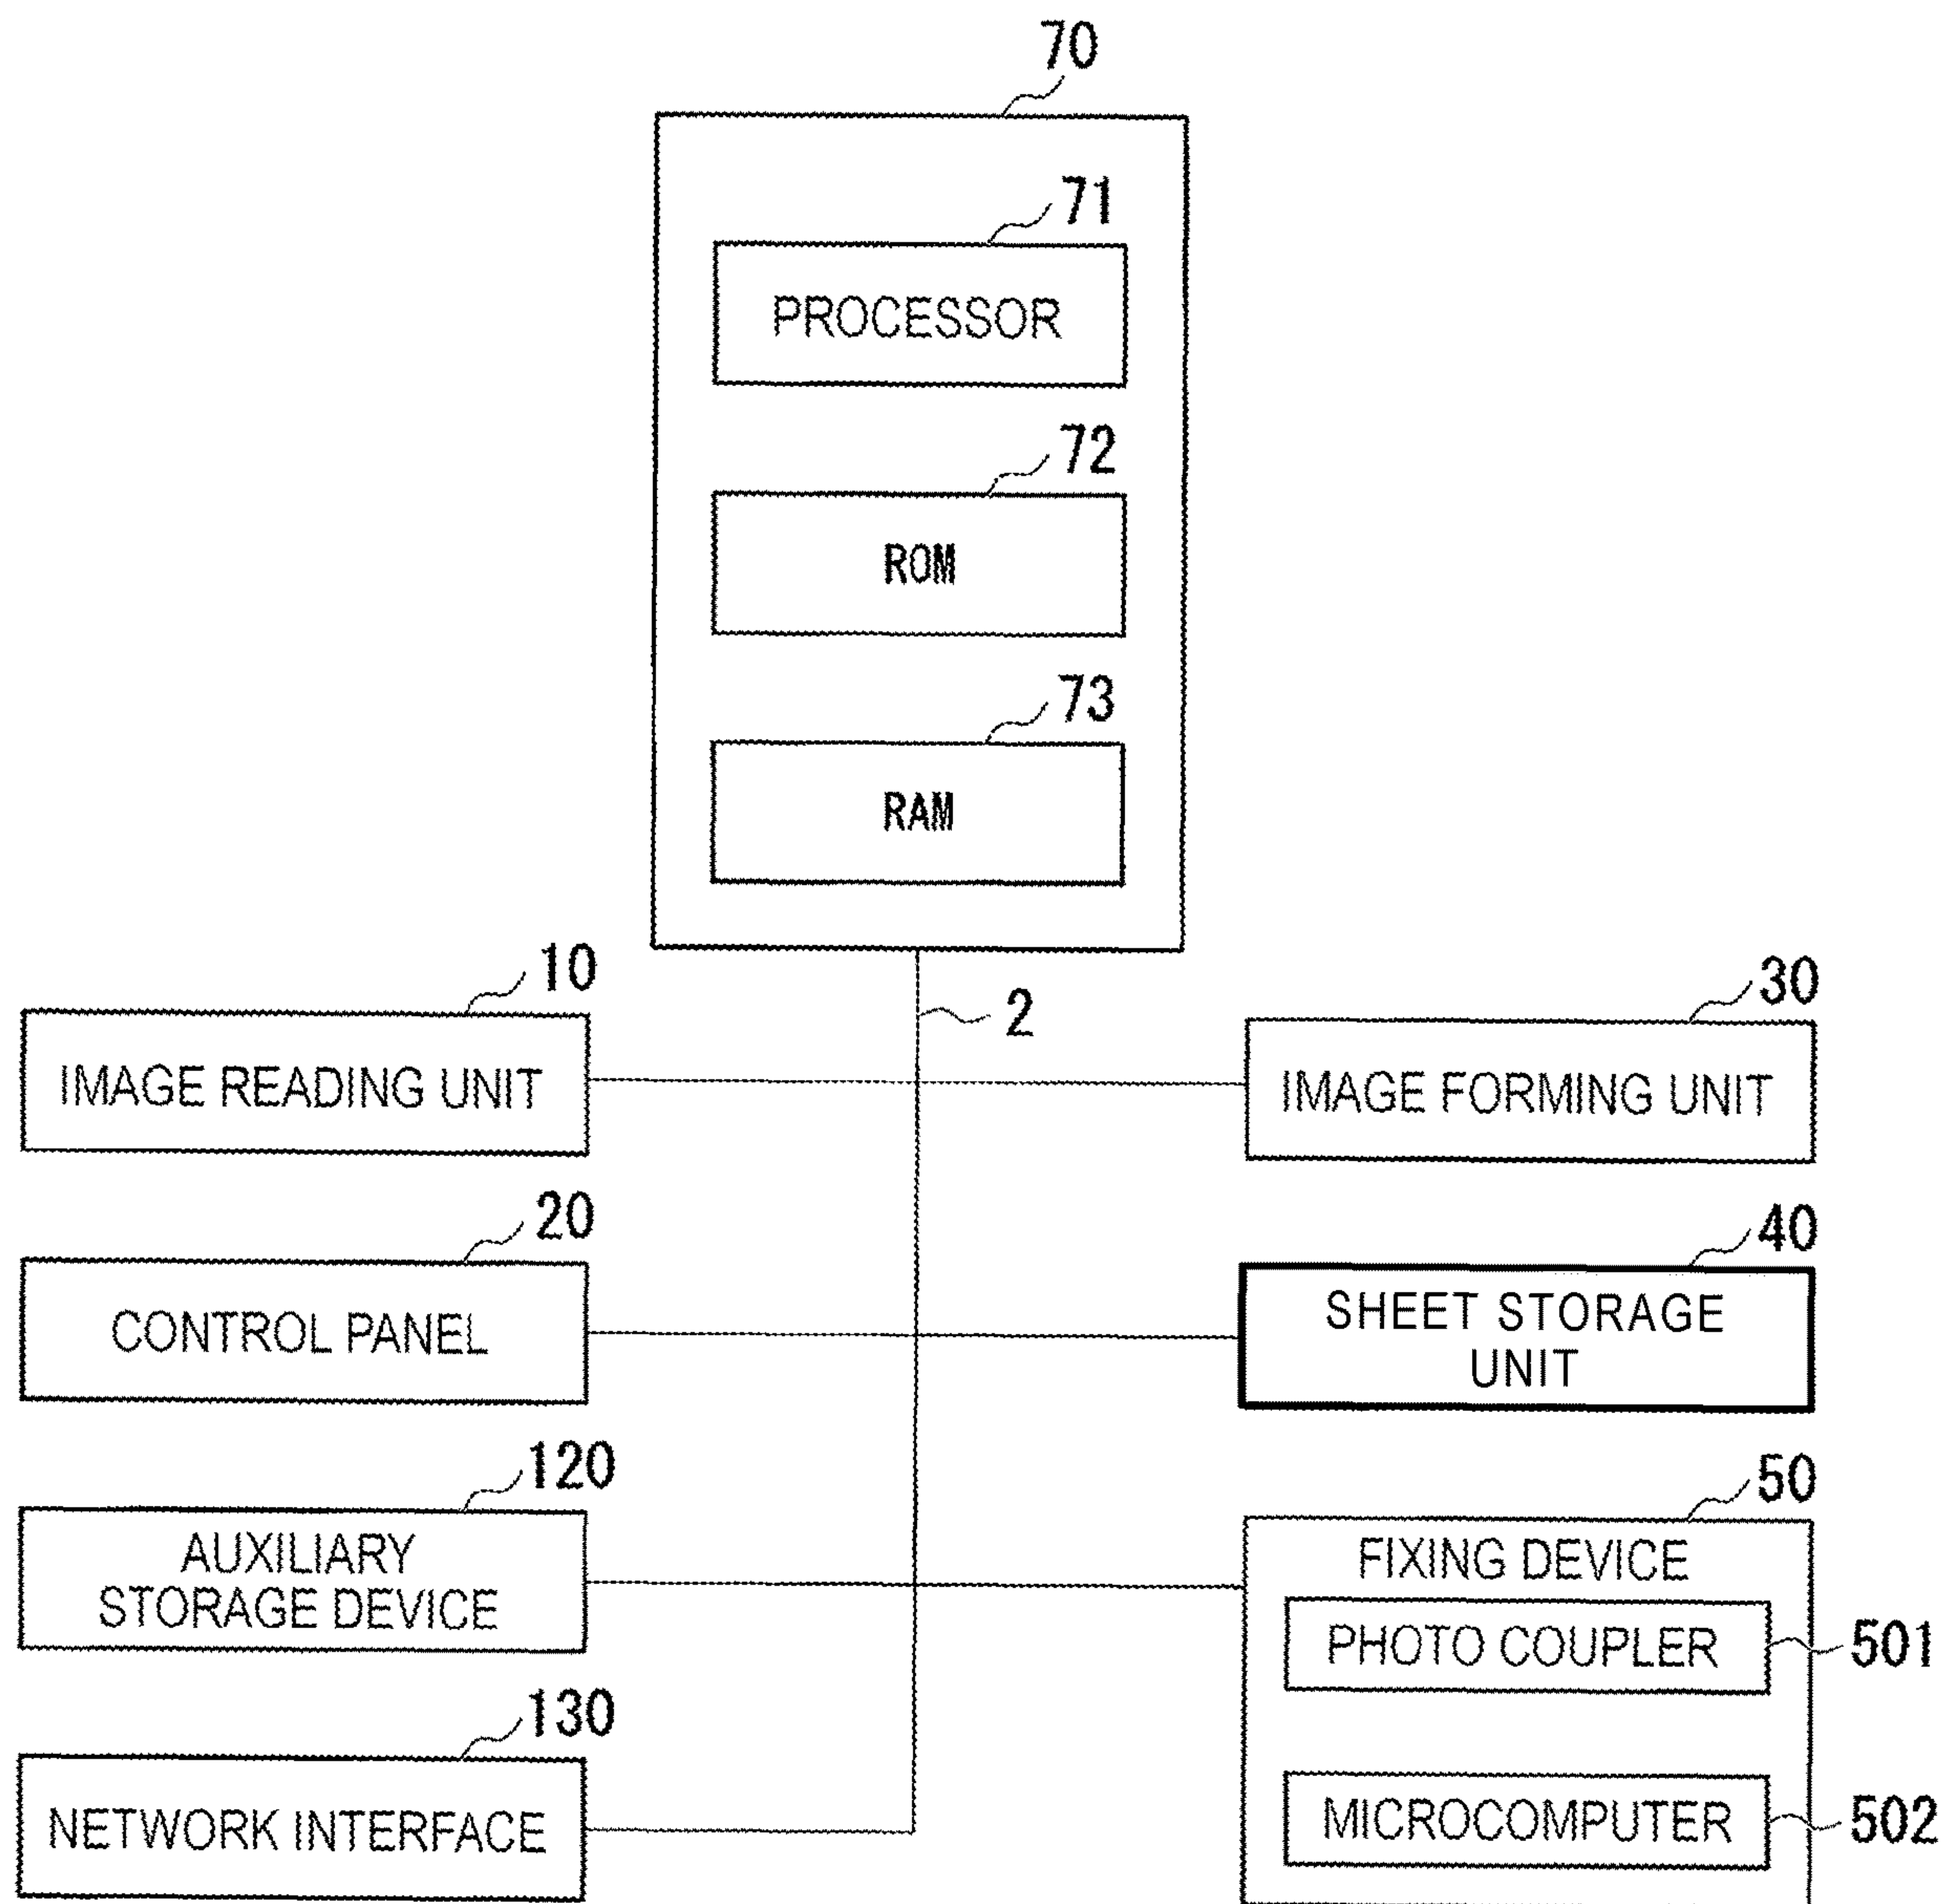 70
71
PROCESSOR
72
ROM
73
RAM
2
10
IMAGE READING UNIT
30
IMAGE FORMING UNIT
20
CONTROL PANEL
40
SHEET STORAGE
UNIT
120
AUXILIARY
STORAGE DEVICE
50
FIXING DEVICE
PHOTO COUPLER
501
130
NETWORK INTERFACE
MICROCOMPUTER
502